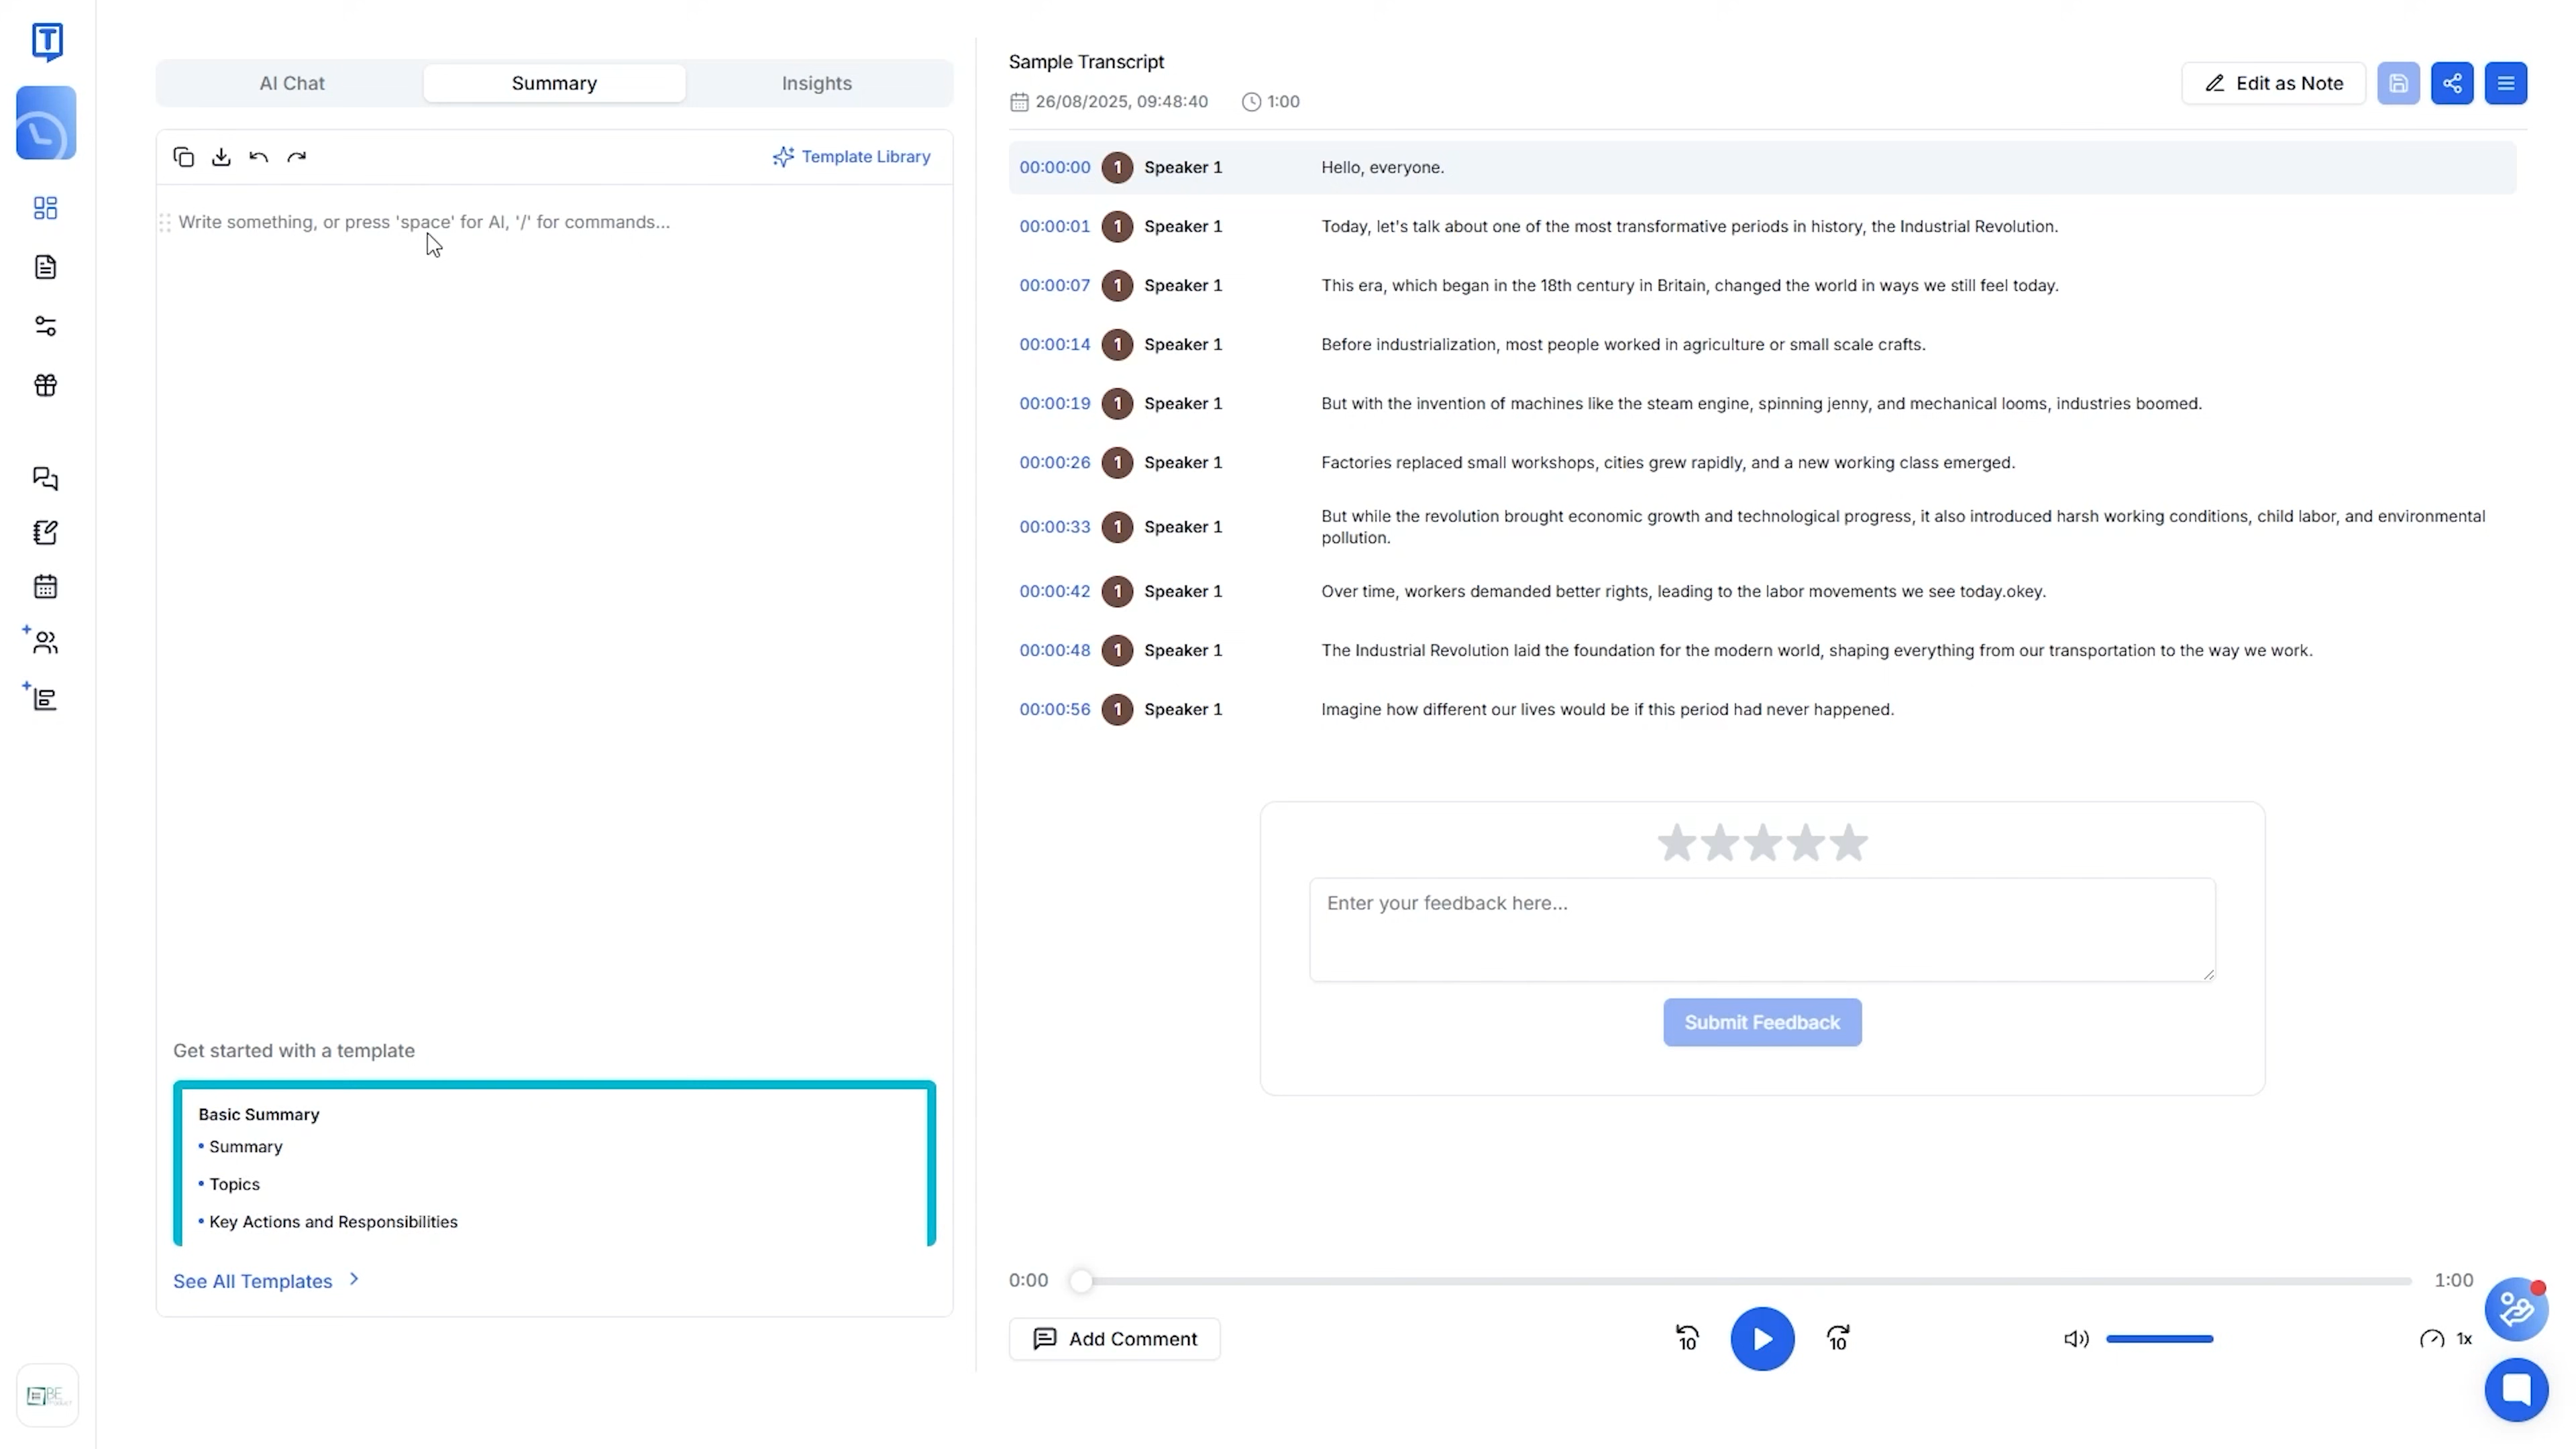 AI Chat
Summary
Insights
Template Library
Write something, or press 'space' for AI, '/' for commands...
Get started with a template
Basic Summary
• Summary
• Topics
• Key Actions and Responsibilities
See All Templates
Sample Transcript
26/08/2025, 09:48:40 1:00
Edit as Note
00:00:00 1 Speaker 1 Hello, everyone.
00:00:01 1 Speaker 1 Today, let's talk about one of the most transformative periods in history, the Industrial Revolution.
00:00:07 1 Speaker 1 This era, which began in the 18th century in Britain, changed the world in ways we still feel today.
00:00:14 1 Speaker 1 Before industrialization, most people worked in agriculture or small scale crafts.
00:00:19 1 Speaker 1 But with the invention of machines like the steam engine, spinning jenny, and mechanical looms, industries boomed.
00:00:26 1 Speaker 1 Factories replaced small workshops, cities grew rapidly, and a new working class emerged.
00:00:33 1 Speaker 1 But while the revolution brought economic growth and technological progress, it also introduced harsh working conditions, child labor, and environmental
pollution.
00:00:42 1 Speaker 1 Over time, workers demanded better rights, leading to the labor movements we see today.okey.
00:00:48 1 Speaker 1 The Industrial Revolution laid the foundation for the modern world, shaping everything from our transportation to the way we work.
00:00:56 1 Speaker 1 Imagine how different our lives would be if this period had never happened.
Enter your feedback here...
Submit Feedback
0:00 1:00
Add Comment
10 10
1x
T
BE